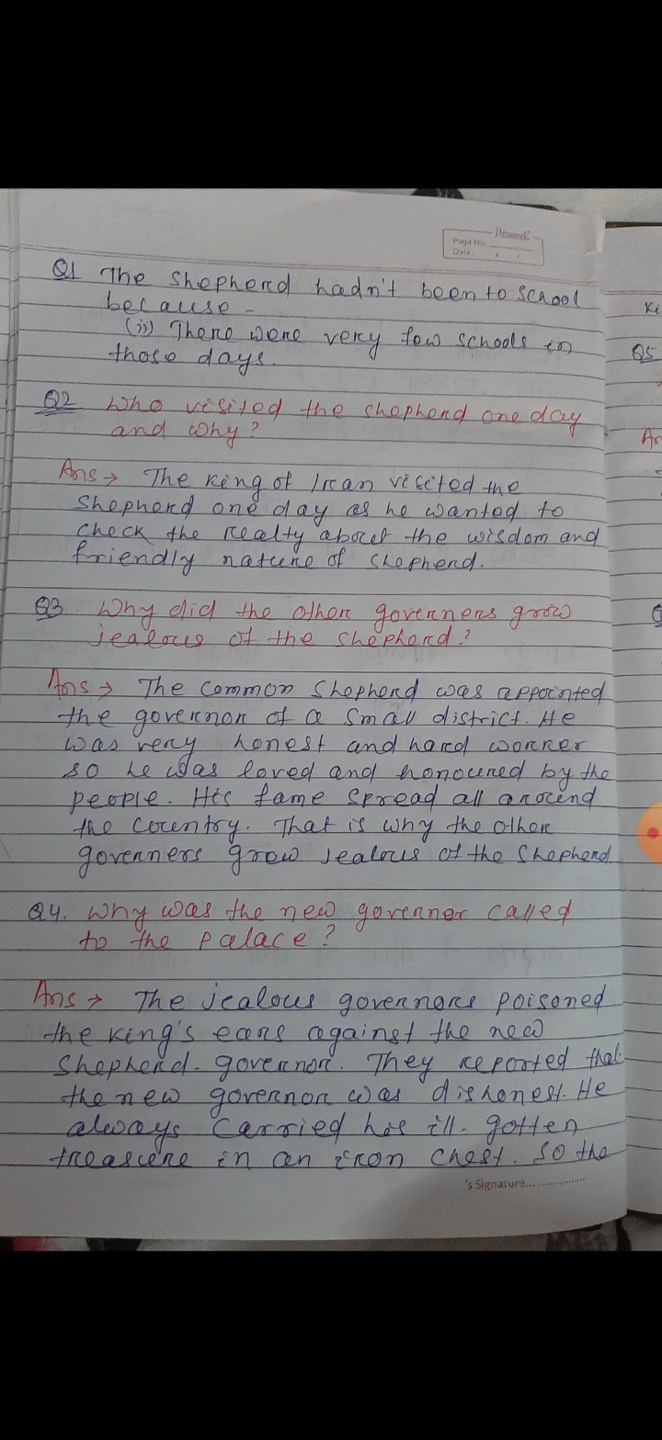 Peacock
Page No.
Date
Q1 The Shepherd hadn't been to school
because -
(ii) There were very few schools in
those days.
Q2 Who visited the shepherd one day
and why?
Ans → The king of Iran visited the
Shepherd one day as he wanted to
check the realty about the wisdom and
friendly nature of shepherd.
Q3 Why did the other governers grow
jealous of the shepherd?
Ans → The common Shepherd was appointed
the governor of a small district. He
was very honest and hard worker
so he was loved and honoured by the
people. His fame spread all around
the country. That is why the other
governers grow jealous of the Shepherd
Q4. Why was the new governor called
to the palace?
Ans → The jealous governors poisoned
the king's ears against the new
Shepherd-governor. They reported that
the new governor was dishonest. He
always carried his ill-gotten
treasure in an iron chest. So the
's Signature..................
Ki
Q5
An